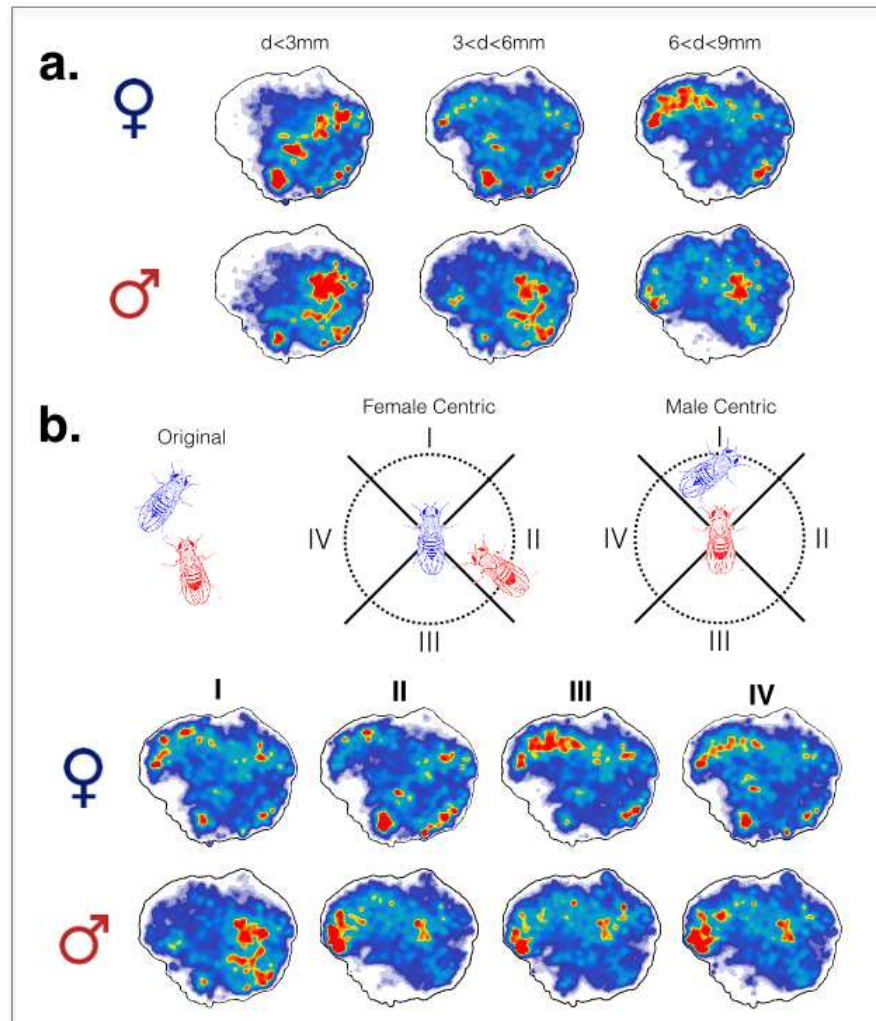 a.
d<3mm 3<d<6mm 6<d<9mm
♀
♂
b.
Original
Female Centric
I
IV II
III
Male Centric
I
IV II
III
I II III IV
♀
♂